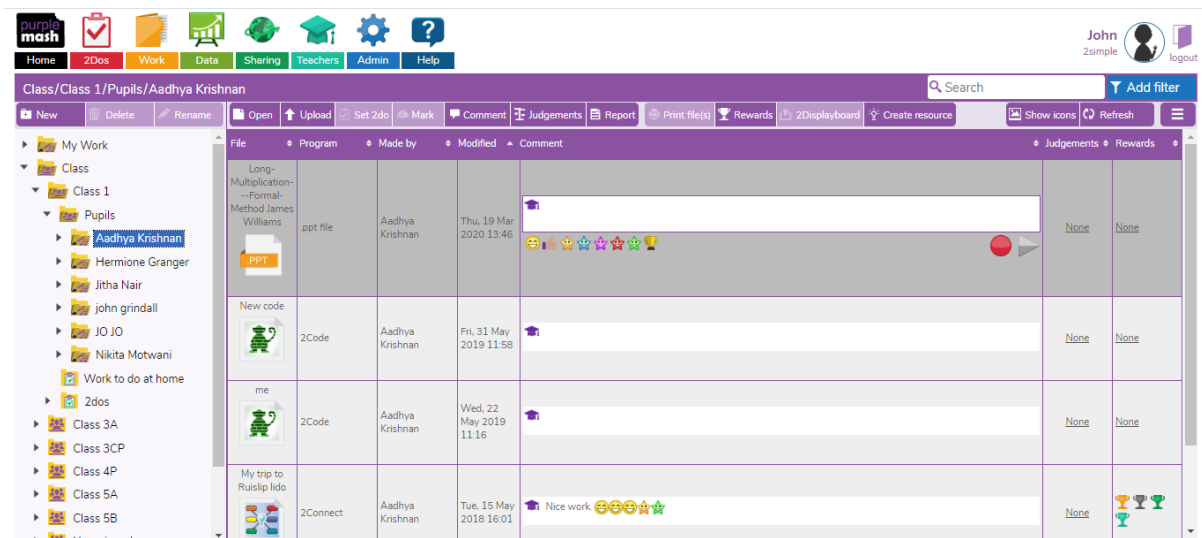 purple
mash
John
2simple
logout
Home 2Dos Work Data Sharing Teachers Admin Help
Class/Class 1/Pupils/Aadhya Krishnan
Search
Add filter
New Delete Rename Open Upload Set 2do Mark Comment Judgements Report Print file(s) Rewards 2Displayboard Create resource Show icons Refresh
My Work
Class
Class 1
Pupils
Aadhya Krishnan
Hermione Granger
Jitha Nair
john grindall
JO JO
Nikita Motwani
Work to do at home
2dos
Class 3A
Class 3CP
Class 4P
Class 5A
Class 5B
File Program Made by Modified Comment Judgements Rewards
Long-
Multiplication-
--Formal-
Method James
Williams
.PPT
.ppt file
Aadhya
Krishnan
Thu, 19 Mar
2020 13:46
None
None
New code
2Code
Aadhya
Krishnan
Fri, 31 May
2019 11:58
None
None
me
2Code
Aadhya
Krishnan
Wed, 22
May 2019
11:16
None
None
My trip to
Ruislip lido
2Connect
Aadhya
Krishnan
Tue, 15 May
2018 16:01
Nice work.
None